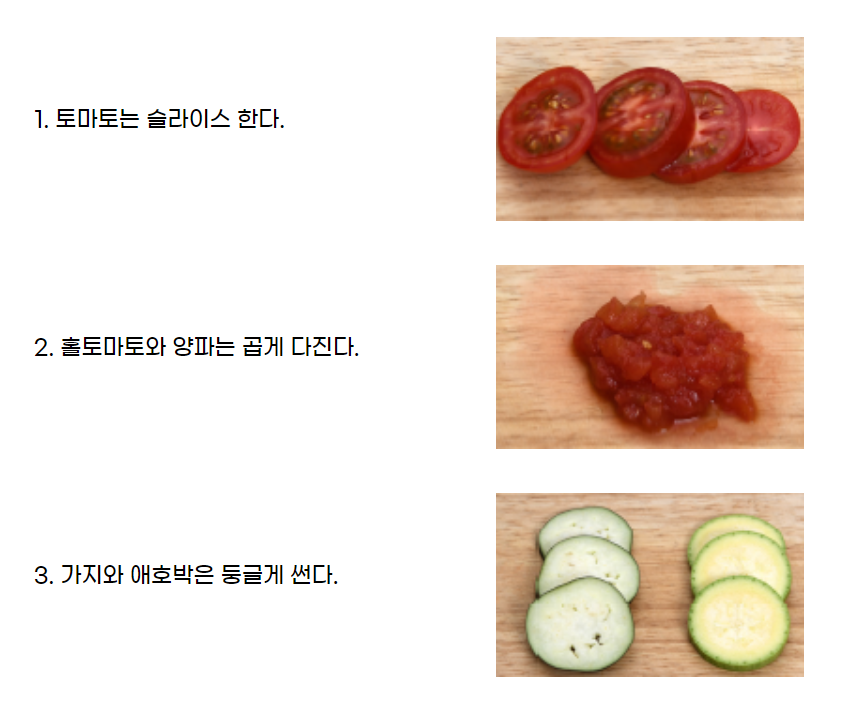 1. 토마토는 슬라이스 한다.
2. 홀토마토와 양파는 곱게 다진다.
3. 가지와 애호박은 둥글게 썬다.